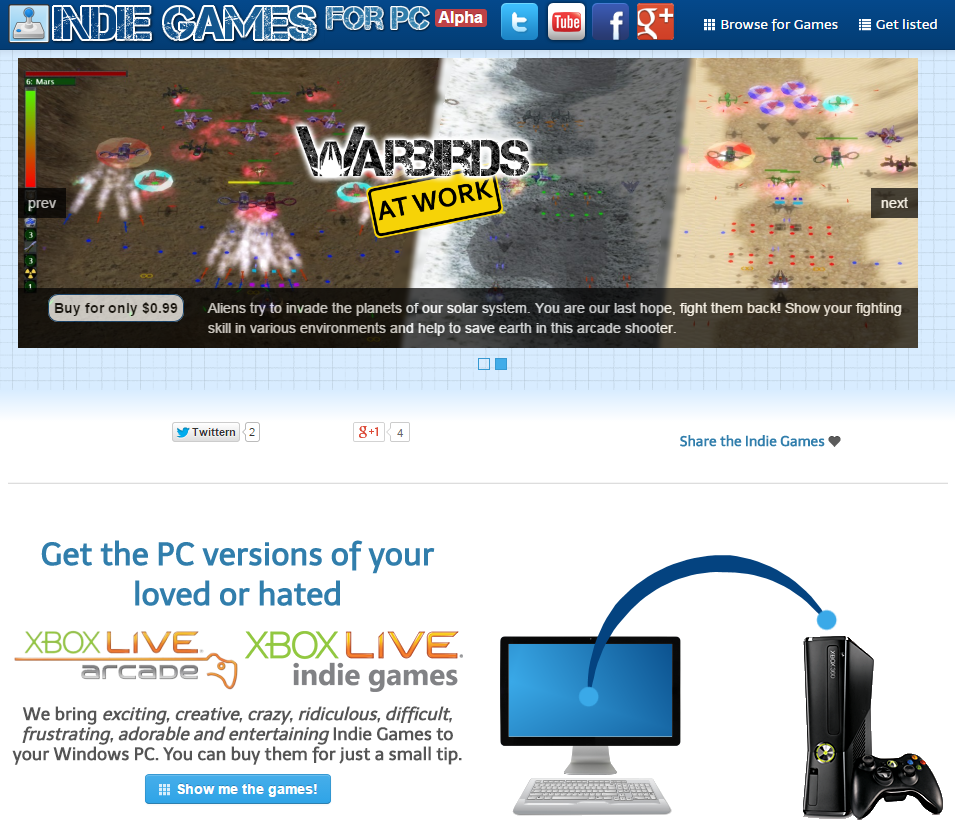 INDIE GAMES FOR PC Alpha
t
You Tube
f
g+
Browse for Games
Get listed
6: Mars
WARBIRDS
AT WORK
prev
next
3
3
1
Buy for only $0.99
Aliens try to invade the planets of our solar system. You are our last hope, fight them back! Show your fighting
skill in various environments and help to save earth in this arcade shooter.
Twittern 2
g+1 4
Share the Indie Games
Get the PC versions of your
loved or hated
XBOX LIVE
arcade
XBOX LIVE.
indie games
We bring exciting, creative, crazy, ridiculous, difficult,
frustrating, adorable and entertaining Indie Games to
your Windows PC. You can buy them for just a small tip.
Show me the games!
XBOX 360